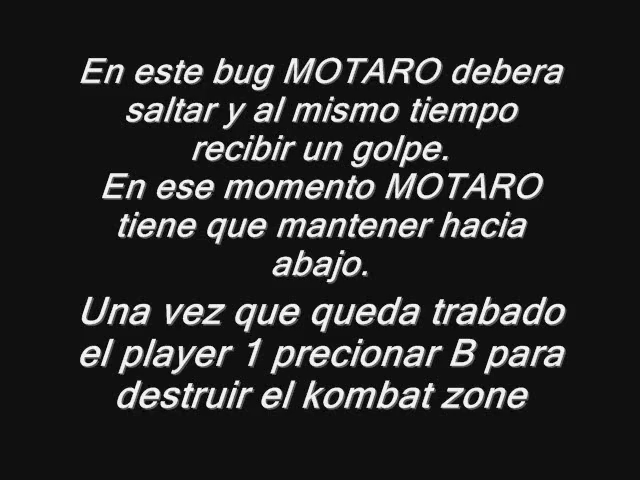 En este bug MOTARO debera
saltar y al mismo tiempo
recibir un golpe.
En ese momento MOTARO
tiene que mantener hacia
abajo.
Una vez que queda trabado
el player 1 precionar B para
destruir el kombat zone